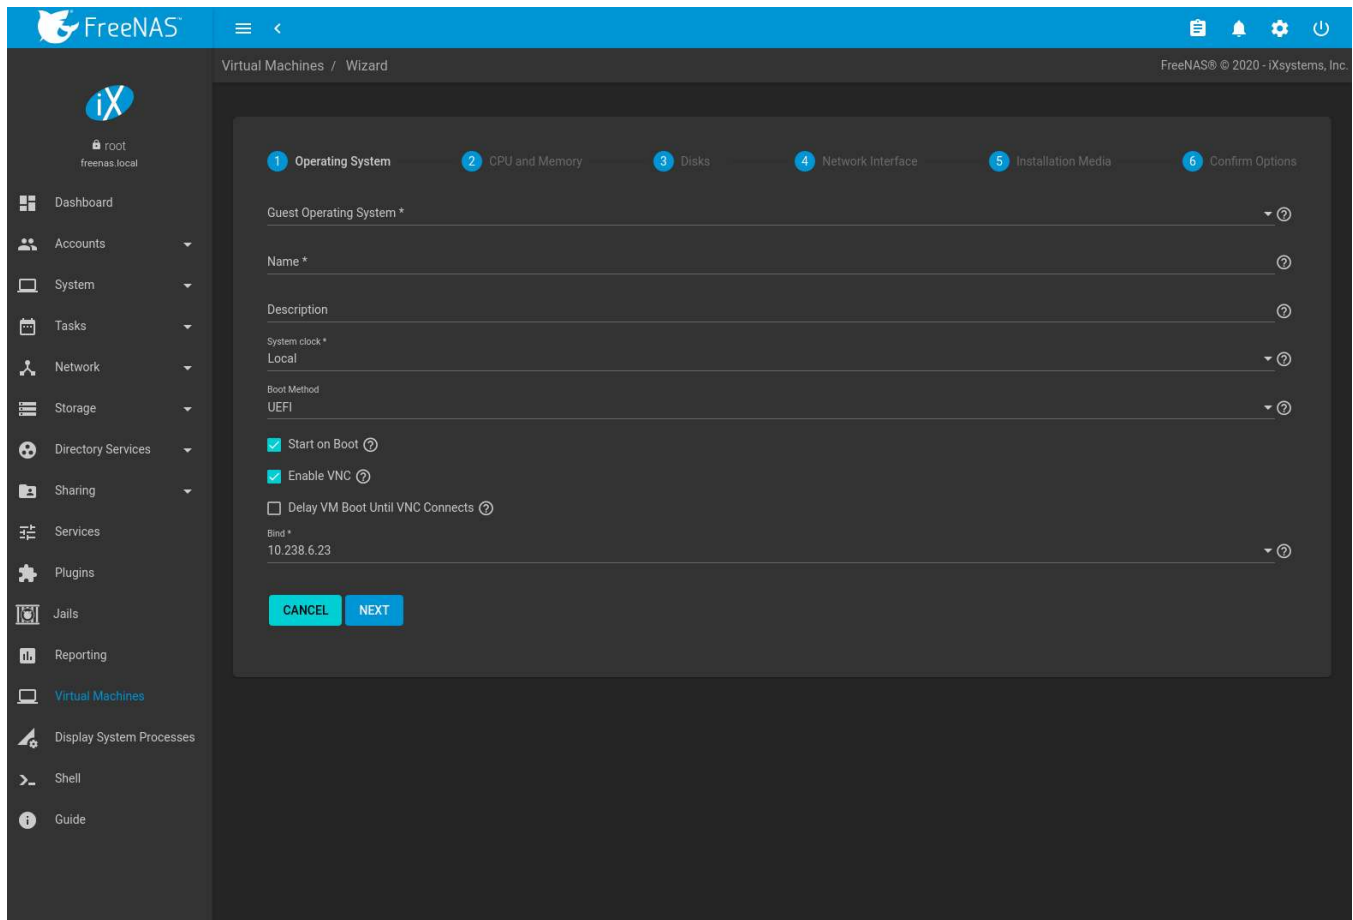 FreeNAS
Virtual Machines / Wizard
FreeNAS® © 2020 - iXsystems, Inc.
iX
root
freenas.local
Dashboard
Accounts
System
Tasks
Network
Storage
Directory Services
Sharing
Services
Plugins
Jails
Reporting
Virtual Machines
Display System Processes
Shell
Guide
1 Operating System
2 CPU and Memory
3 Disks
4 Network Interface
5 Installation Media
6 Confirm Options
Guest Operating System *
Name *
Description
System clock *
Local
Boot Method
UEFI
Start on Boot
Enable VNC
Delay VM Boot Until VNC Connects
Bind *
10.238.6.23
CANCEL
NEXT